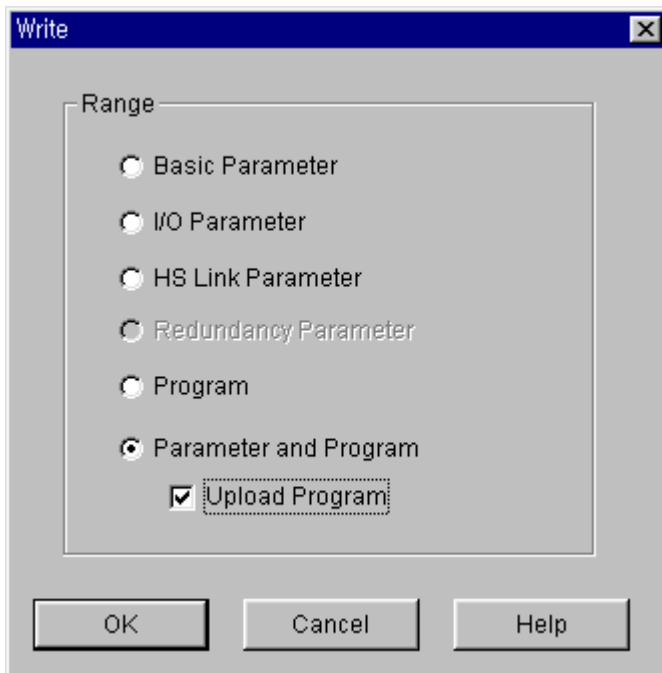 Write
Range
Basic Parameter
I/O Parameter
HS Link Parameter
Redundancy Parameter
Program
Parameter and Program
Upload Program
OK Cancel Help